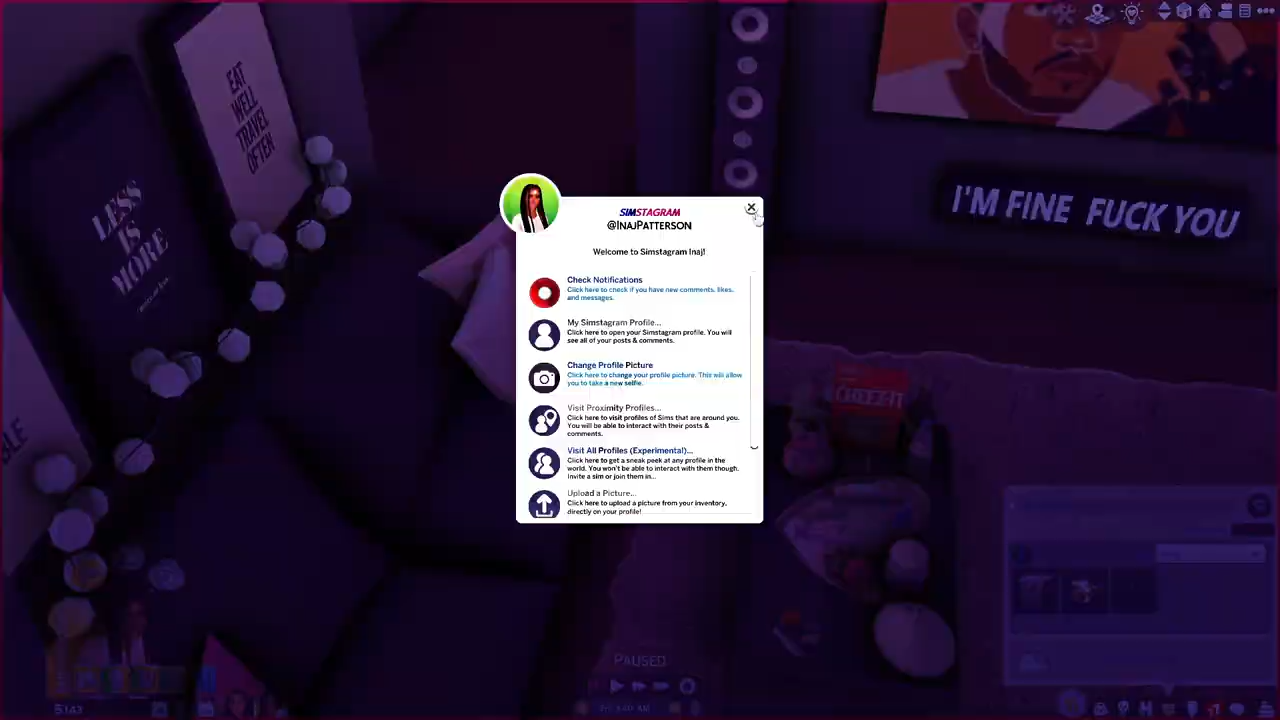 EAT
WELL
TRAVEL
OFTEN
LESS
IS
MORE
I'M FINE FUCK YOU
SIMSTAGRAM
@INAJPATTERSON
Welcome to Simstagram Inaj!
Check Notifications
Click here to check if you have new comments, likes,
and messages.
My Simstagram Profile...
Click here to open your Simstagram profile. You will
see all of your posts & comments.
Change Profile Picture
Click here to change your profile picture. This will allow
you to take a new selfie.
Visit Proximity Profiles...
Click here to visit profiles of Sims that are around you.
You will be able to interact with their posts &
comments.
Visit All Profiles (Experimental)...
Click here to get a sneak peek at any profile in the
world. You won't be able to interact with them though.
Invite a sim or join them in...
Upload a Picture...
Click here to upload a picture from your inventory,
directly on your profile!
CHEEZ-IT
PAUSED